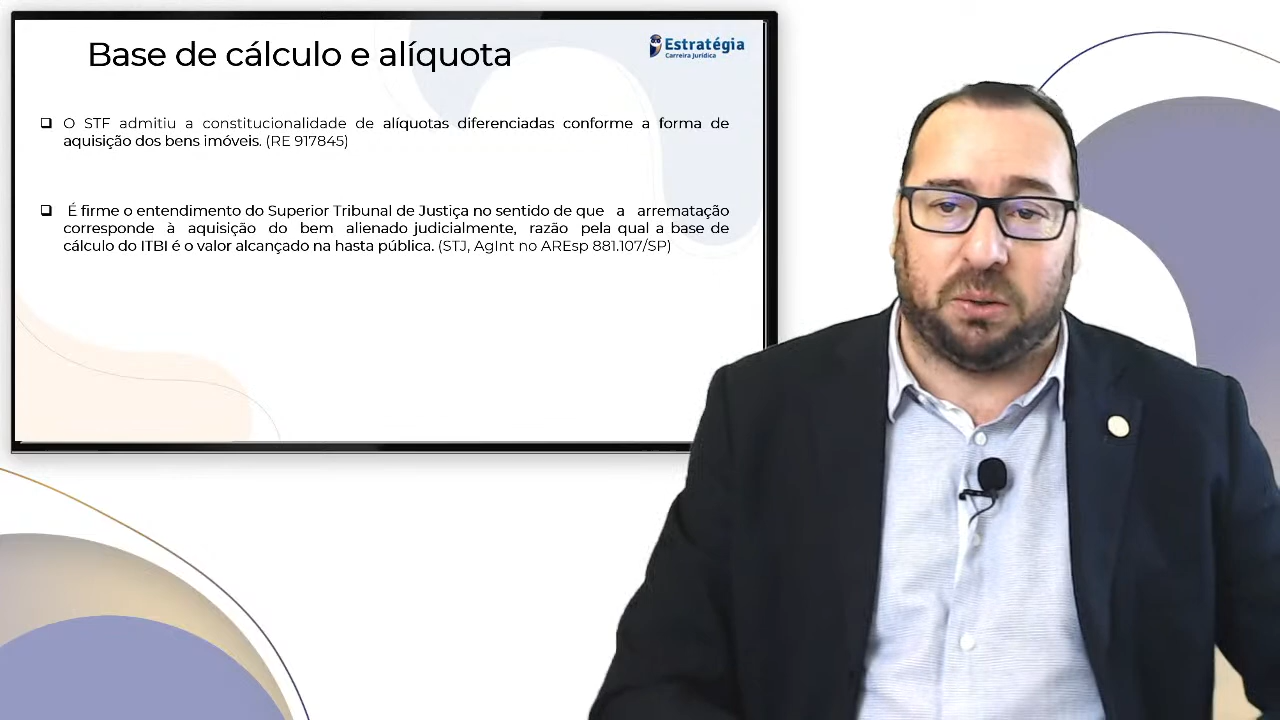 Base de cálculo e alíquota
Estratégia
Carreira Jurídica
O STF admitiu a constitucionalidade de alíquotas diferenciadas conforme a forma de
aquisição dos bens imóveis. (RE 917845)
É firme o entendimento do Superior Tribunal de Justiça no sentido de que a arrematação
corresponde à aquisição do bem alienado judicialmente, razão pela qual a base de
cálculo do ITBI é o valor alcançado na hasta pública. (STJ, AgInt no AREsp 881.107/SP)